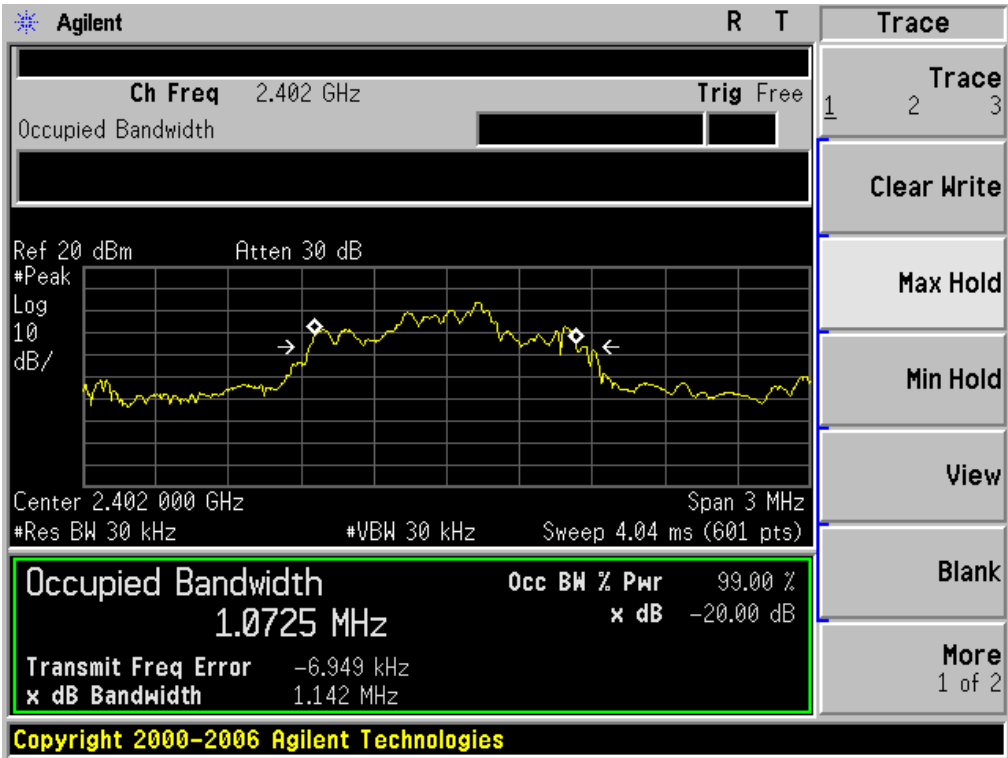 Agilent R T
Ch Freq 2.402 GHz Trig Free
Occupied Bandwidth
Ref 20 dBm Atten 30 dB
#Peak
Log
10
dB/
Center 2.402 000 GHz Span 3 MHz
#Res BW 30 kHz #VBW 30 kHz Sweep 4.04 ms (601 pts)
Occupied Bandwidth Occ BW % Pwr 99.00 %
1.0725 MHz x dB -20.00 dB
Transmit Freq Error -6.949 kHz
x dB Bandwidth 1.142 MHz
Copyright 2000-2006 Agilent Technologies
Trace
Trace
1 2 3
Clear Write
Max Hold
Min Hold
View
Blank
More
1 of 2